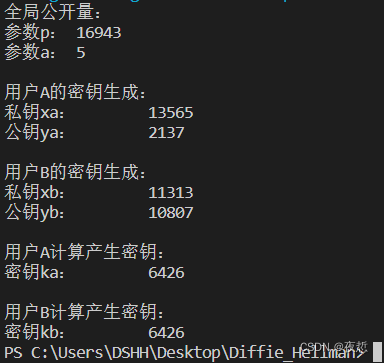 全局公开量:
参数p: 16943
参数a: 5
用户A的密钥生成:
私钥xa: 13565
公钥ya: 2137
用户B的密钥生成:
私钥xb: 11313
公钥yb: 10807
用户A计算产生密钥:
密钥ka: 6426
用户B计算产生密钥:
密钥kb: 6426
PS C:\Users\DSHH\Desktop\Diffie_Hellman>
CSDN @夜哲